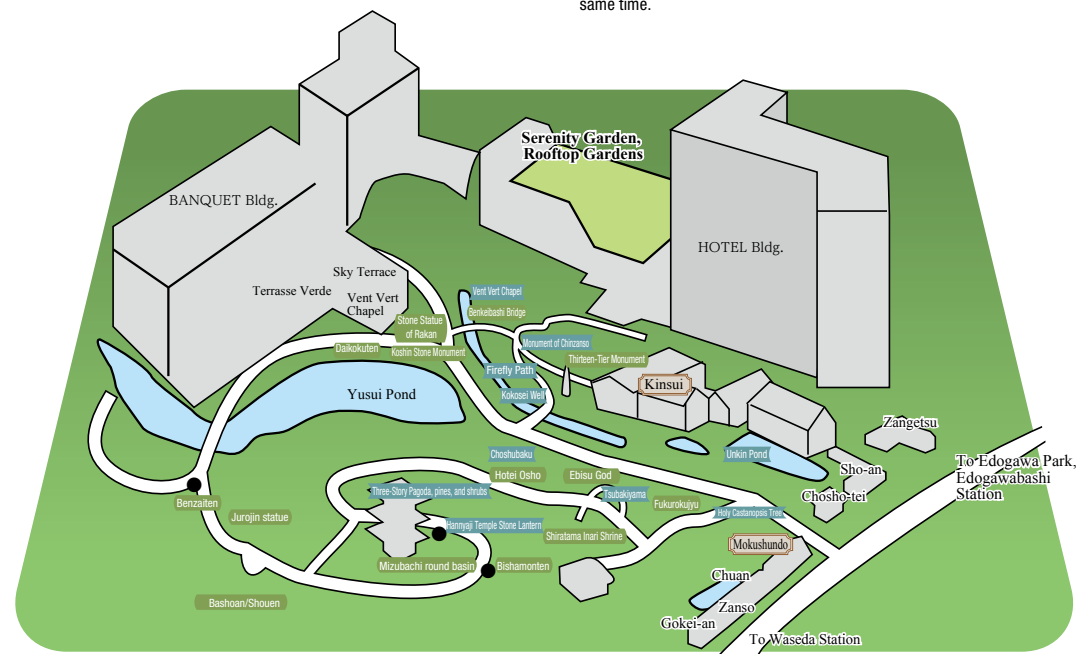 same time.
Serenity Garden,
Rooftop Gardens
BANQUET Bldg.
HOTEL Bldg.
Sky Terrace
Terrasse Verde
Vent Vert
Chapel
Vent Vert Chapel
Benkeibashi Bridge
Stone Statue
of Rakan
Daikokuten
Koshin Stone Monument
Monument of Chinzanso
Thirteen-Tier Monument
Firefly Path
Kinsui
Kokosei Well
Yusui Pond
Zangetsu
Choshubaku
Unkin Pond
To Edogawa Park,
Edogawabashi
Station
Hotei Osho
Ebisu God
Sho-an
Three-Story Pagoda, pines, and shrubs
Tsubakiyama
Chosho-tei
Benzaiten
Fukurokujyu
Holy Castanopsis Tree
Jurojin statue
Hannyaji Temple Stone Lantern
Shiratama Inari Shrine
Mokushundo
Mizubachi round basin
Bishamonten
Chuan
Bashoan/Shouen
Zanso
Gokei-an
To Waseda Station